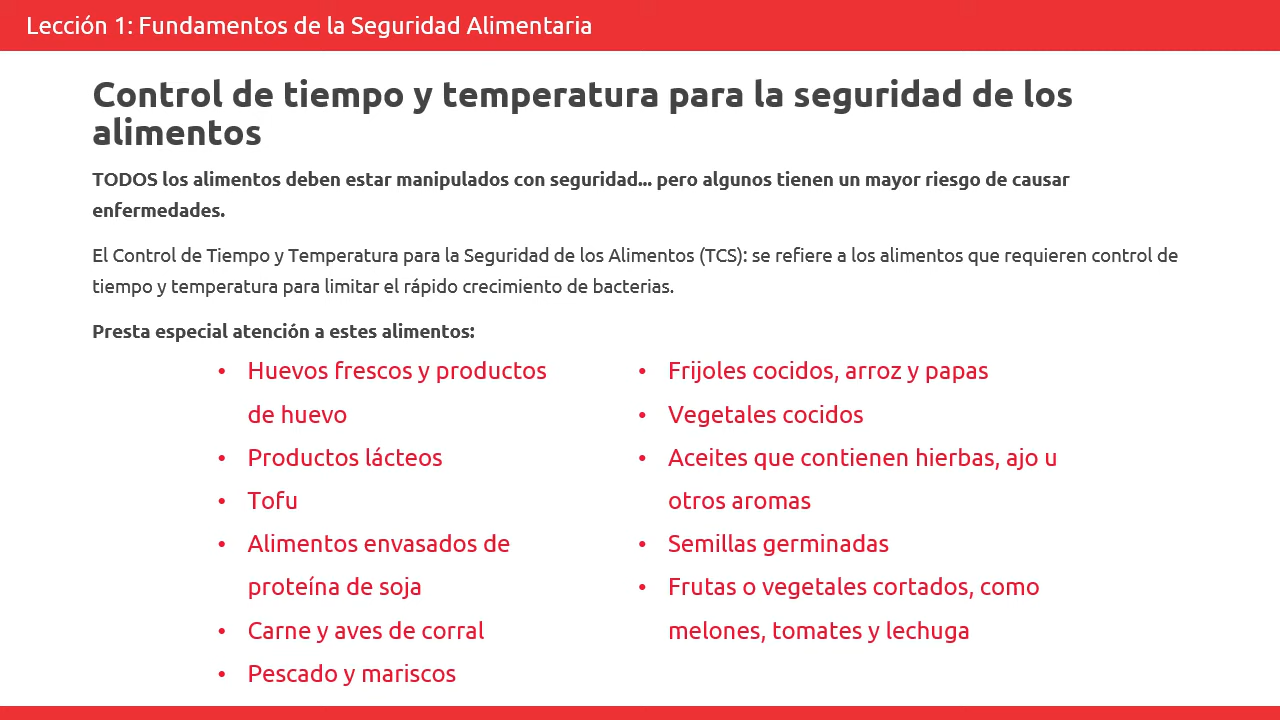 Lección 1: Fundamentos de la Seguridad Alimentaria
Control de tiempo y temperatura para la seguridad de los
alimentos
TODOS los alimentos deben estar manipulados con seguridad... pero algunos tienen un mayor riesgo de causar
enfermedades.
El Control de Tiempo y Temperatura para la Seguridad de los Alimentos (TCS): se refiere a los alimentos que requieren control de
tiempo y temperatura para limitar el rápido crecimiento de bacterias.
Presta especial atención a estes alimentos:
• Huevos frescos y productos
de huevo
• Productos lácteos
• Tofu
• Alimentos envasados de
proteína de soja
• Carne y aves de corral
• Pescado y mariscos
• Frijoles cocidos, arroz y papas
• Vegetales cocidos
• Aceites que contienen hierbas, ajo u
otros aromas
• Semillas germinadas
• Frutas o vegetales cortados, como
melones, tomates y lechuga